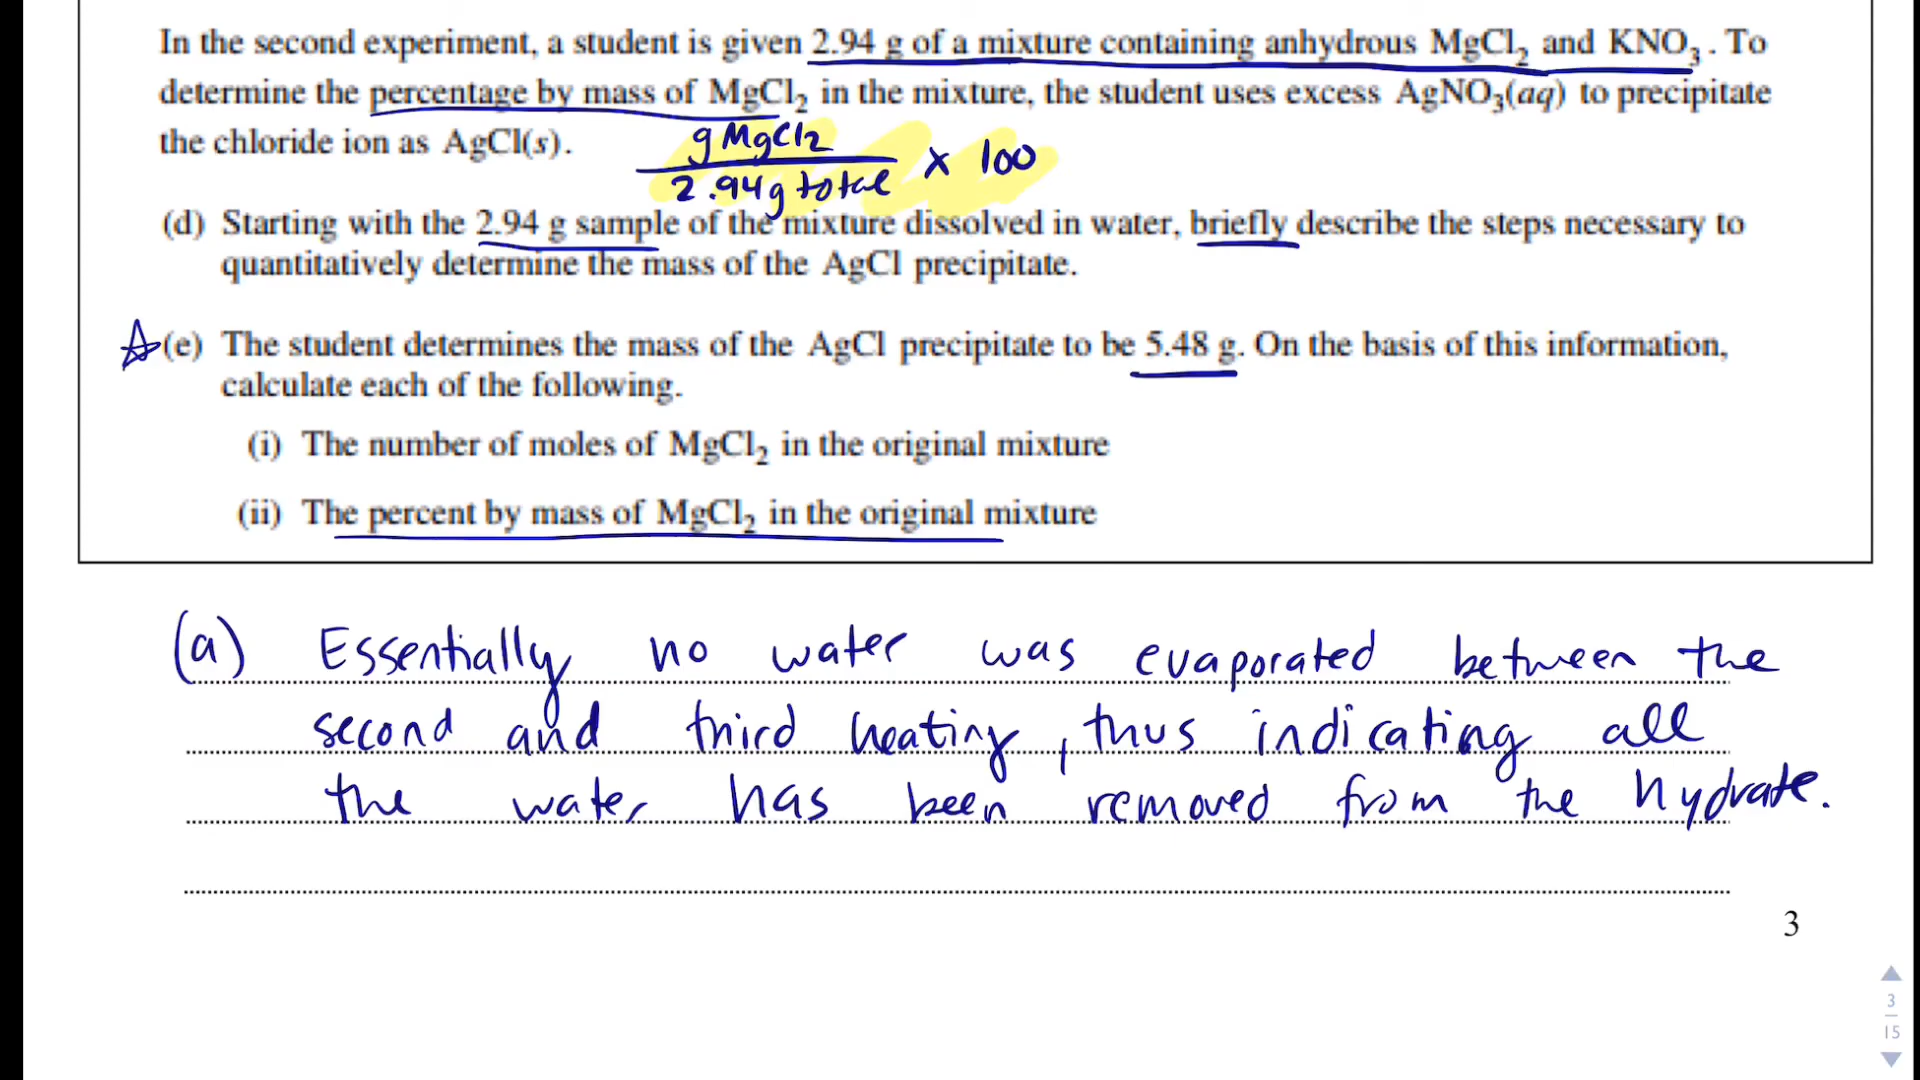 In the second experiment, a student is given 2.94 g of a mixture containing anhydrous MgCl₂ and KNO₃. To
determine the percentage by mass of MgCl₂ in the mixture, the student uses excess AgNO₃(aq) to precipitate
the chloride ion as AgCl(s).
g MgCl2
2.94g total
x 100
(d) Starting with the 2.94 g sample of the mixture dissolved in water, briefly describe the steps necessary to
quantitatively determine the mass of the AgCl precipitate.
(e) The student determines the mass of the AgCl precipitate to be 5.48 g. On the basis of this information,
calculate each of the following.
(i) The number of moles of MgCl₂ in the original mixture
(ii) The percent by mass of MgCl₂ in the original mixture
(a) Essentially no water was evaporated between the
second and third heating, thus indicating all
the water has been removed from the hydrate.
3
3
15